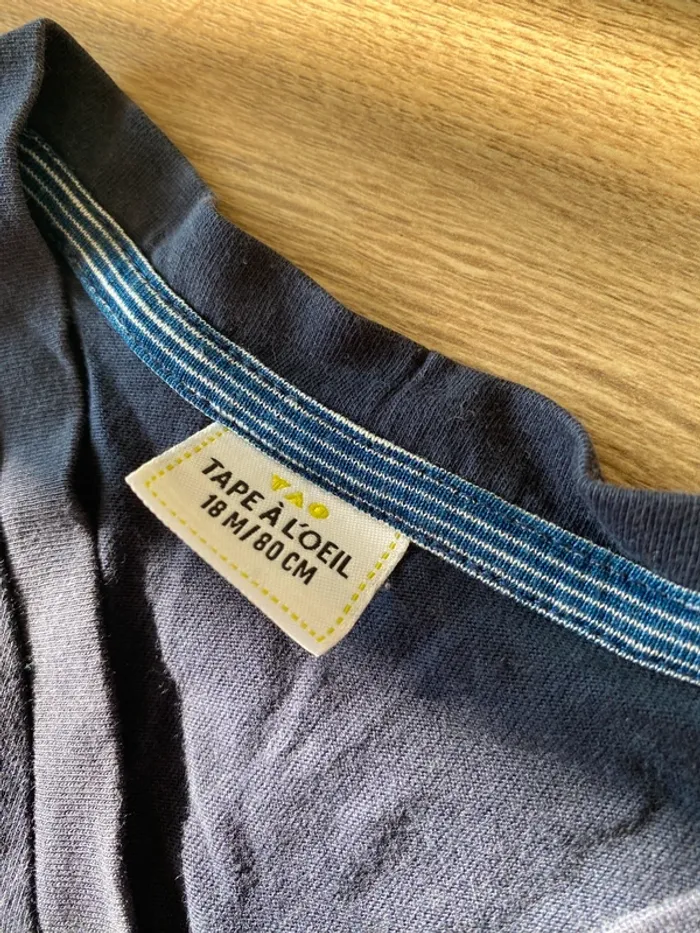 TAO
TAPE À L'OEIL
18 M/80 CM